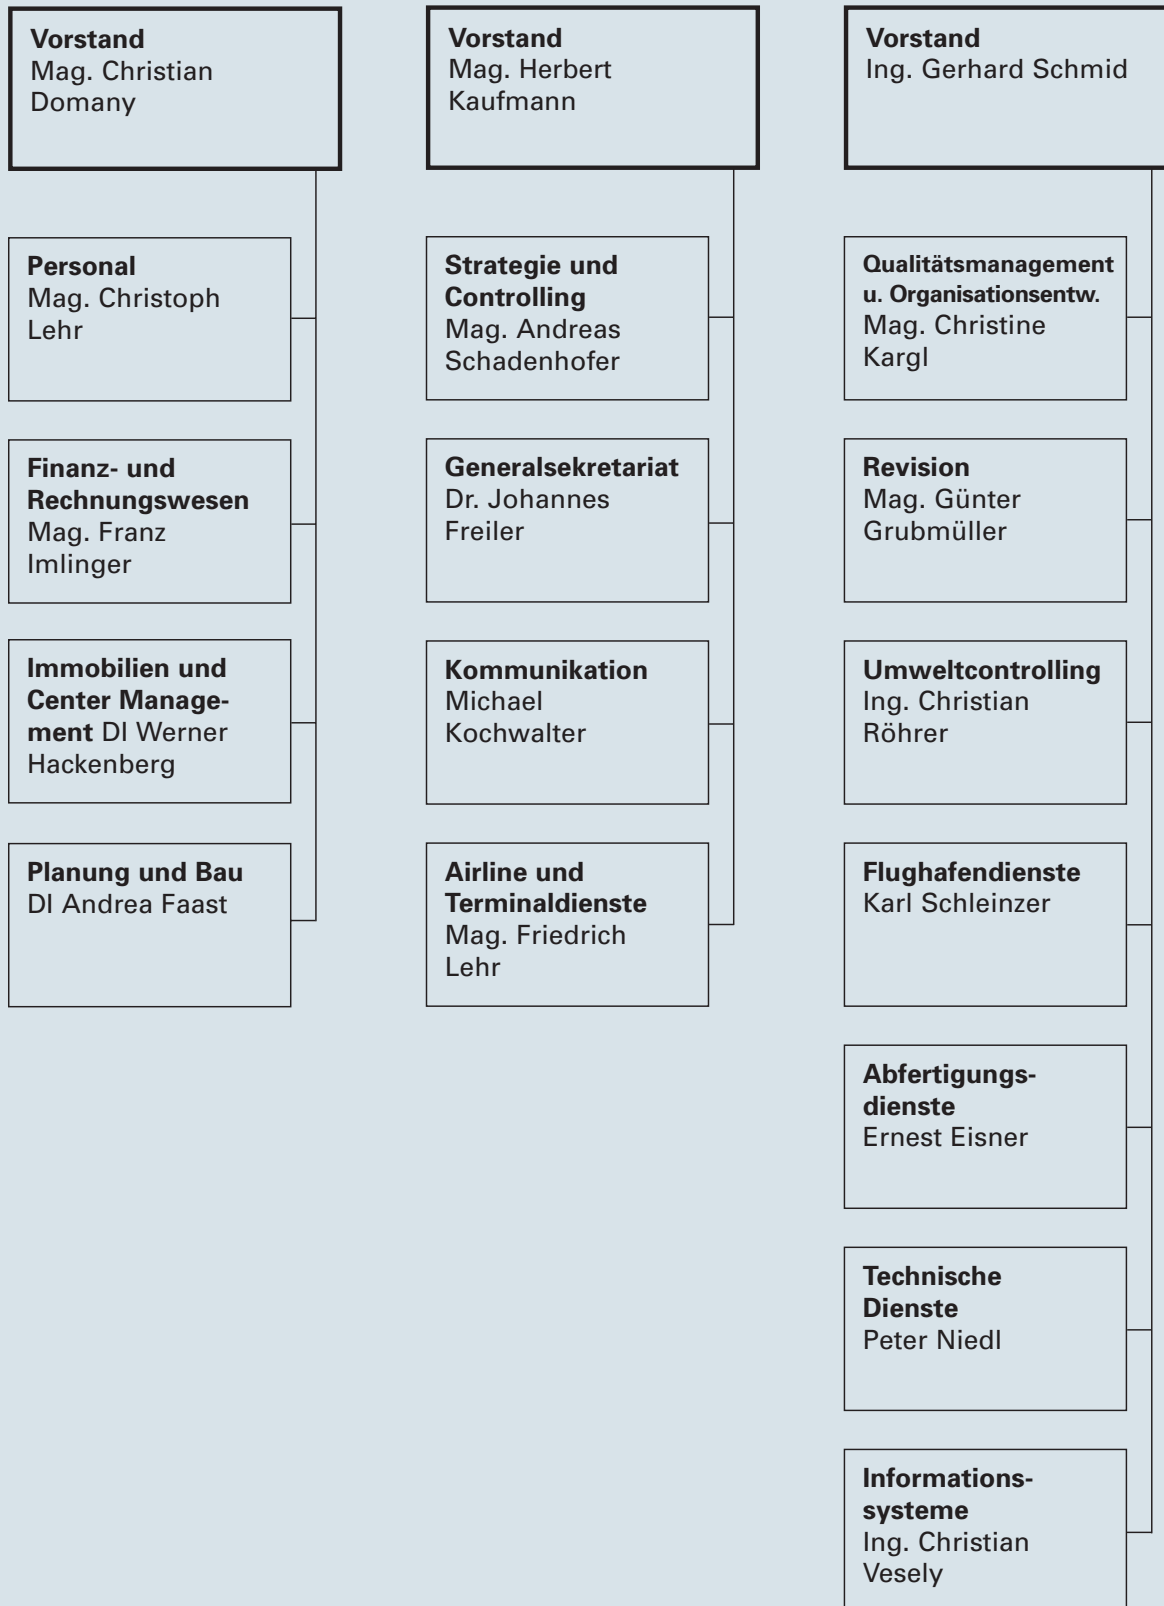 Vorstand
Mag. Christian
Domany
Personal
Mag. Christoph
Lehr
Finanz- und
Rechnungswesen
Mag. Franz
Imlinger
Immobilien und
Center Manage-
ment DI Werner
Hackenberg
Planung und Bau
DI Andrea Faast
Vorstand
Mag. Herbert
Kaufmann
Strategie und
Controlling
Mag. Andreas
Schadenhofer
Generalsekretariat
Dr. Johannes
Freiler
Kommunikation
Michael
Kochwalter
Airline und
Terminaldienste
Mag. Friedrich
Lehr
Vorstand
Ing. Gerhard Schmid
Qualitätsmanagement
u. Organisationsentw.
Mag. Christine
Kargl
Revision
Mag. Günter
Grubmüller
Umweltcontrolling
Ing. Christian
Röhrer
Flughafendienste
Karl Schleinzer
Abfertigungs-
dienste
Ernest Eisner
Technische
Dienste
Peter Niedl
Informations-
systeme
Ing. Christian
Vesely